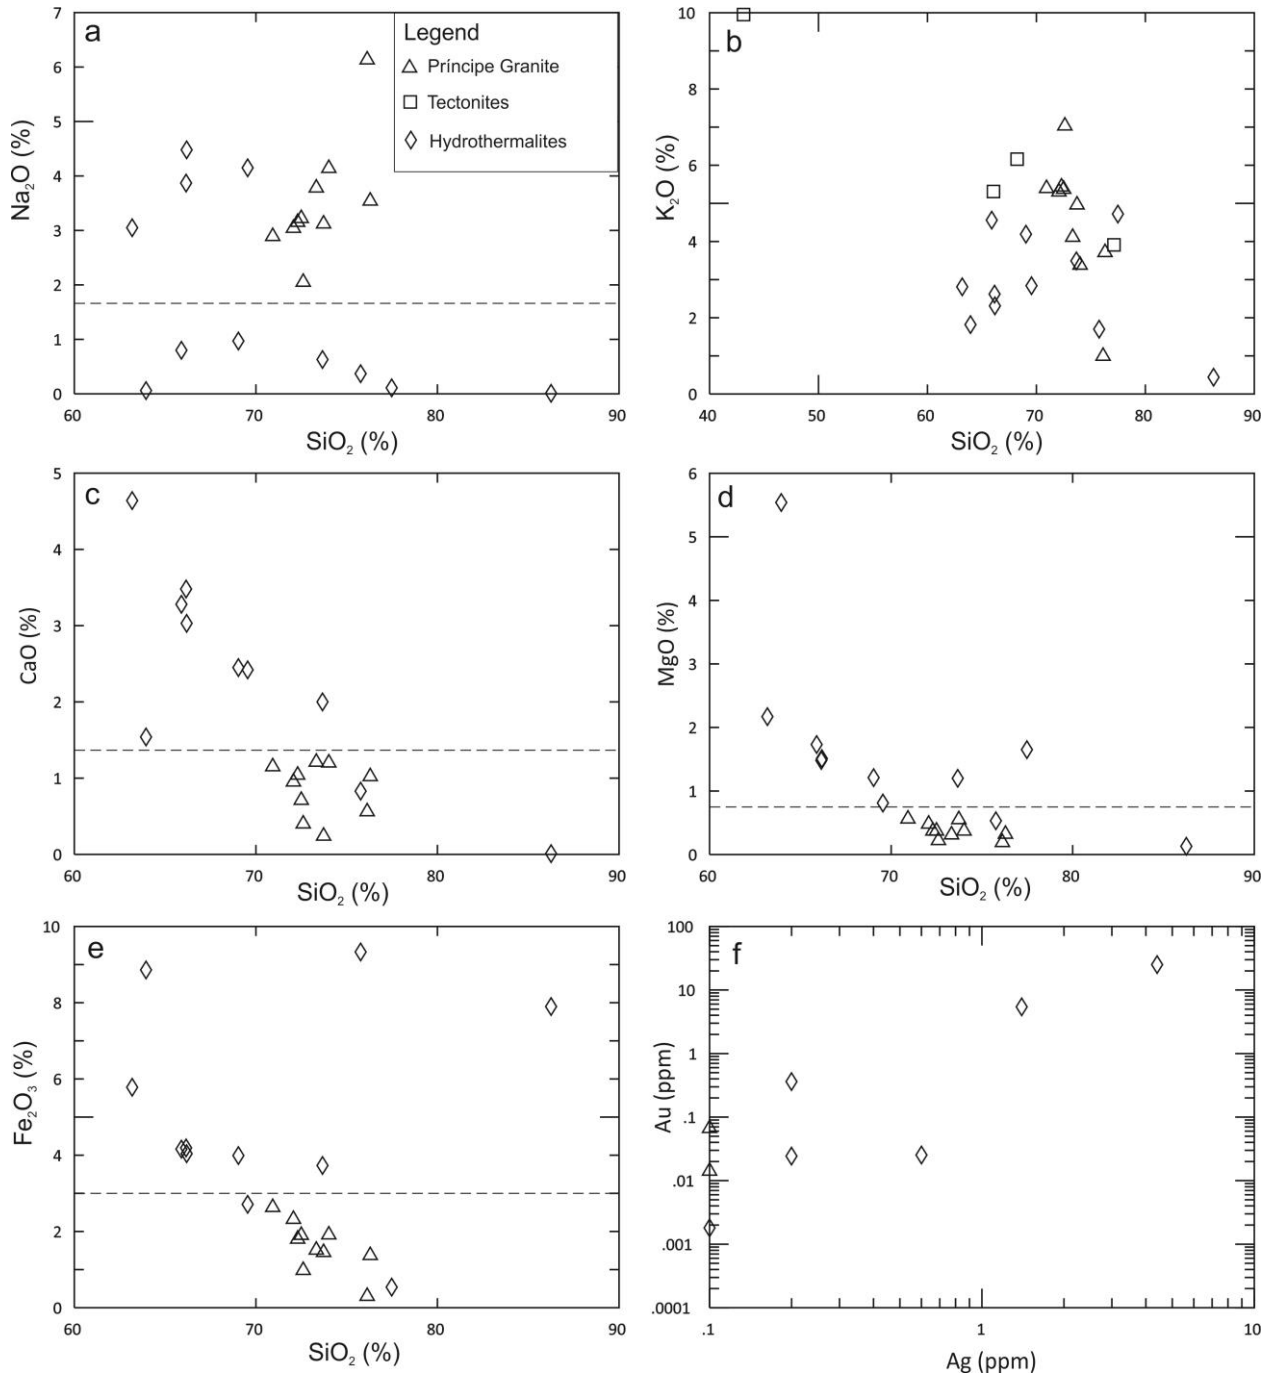 a
7
6
5
4
3
2
1
0
Na₂O (%)
60
70
80
90
SiO₂ (%)
Legend
Príncipe Granite
Tectonites
Hydrothermalites
b
10
8
6
4
2
0
K₂O (%)
40
50
60
70
80
90
SiO₂ (%)
c
5
4
3
2
1
0
CaO (%)
60
70
80
90
SiO₂ (%)
d
6
5
4
3
2
1
0
MgO (%)
60
70
80
90
SiO₂ (%)
e
10
8
6
4
2
0
Fe₂O₃ (%)
60
70
80
90
SiO₂ (%)
f
100
10
1
.1
.01
.001
.0001
Au (ppm)
.1
1
10
Ag (ppm)